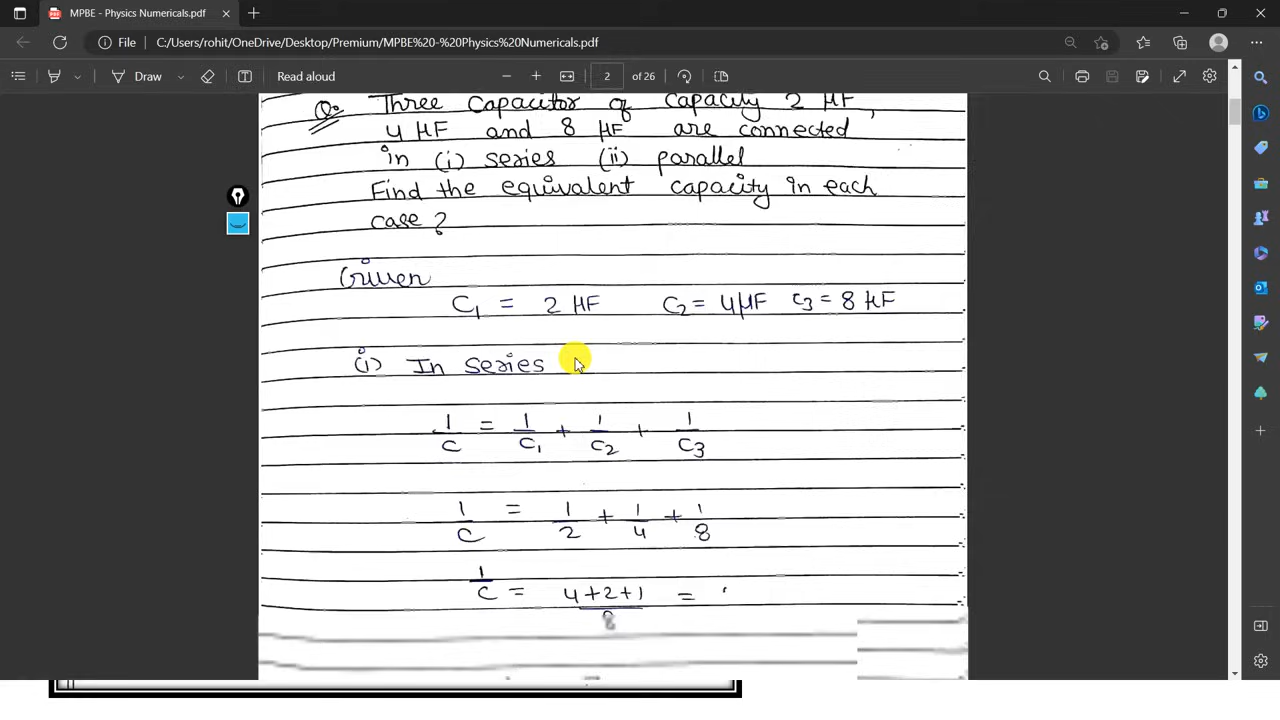 MPBE - Physics Numericals.pdf
File C:/Users/rohit/OneDrive/Desktop/Premium/MPBE%20-%20Physics%20Numericals.pdf
Draw Read aloud 2 of 26
Q: Three Capacitor of Capacity 2 μF,
4 μF and 8 μF are connected
in (i) series (ii) parallel
Find the equivalent capacity in each
case?
Given
C₁ = 2 μF C₂ = 4μF C₃ = 8 μF
(i) In series
1/C = 1/C₁ + 1/C₂ + 1/C₃
1/C = 1/2 + 1/4 + 1/8
1/C = 4+2+1/8 =